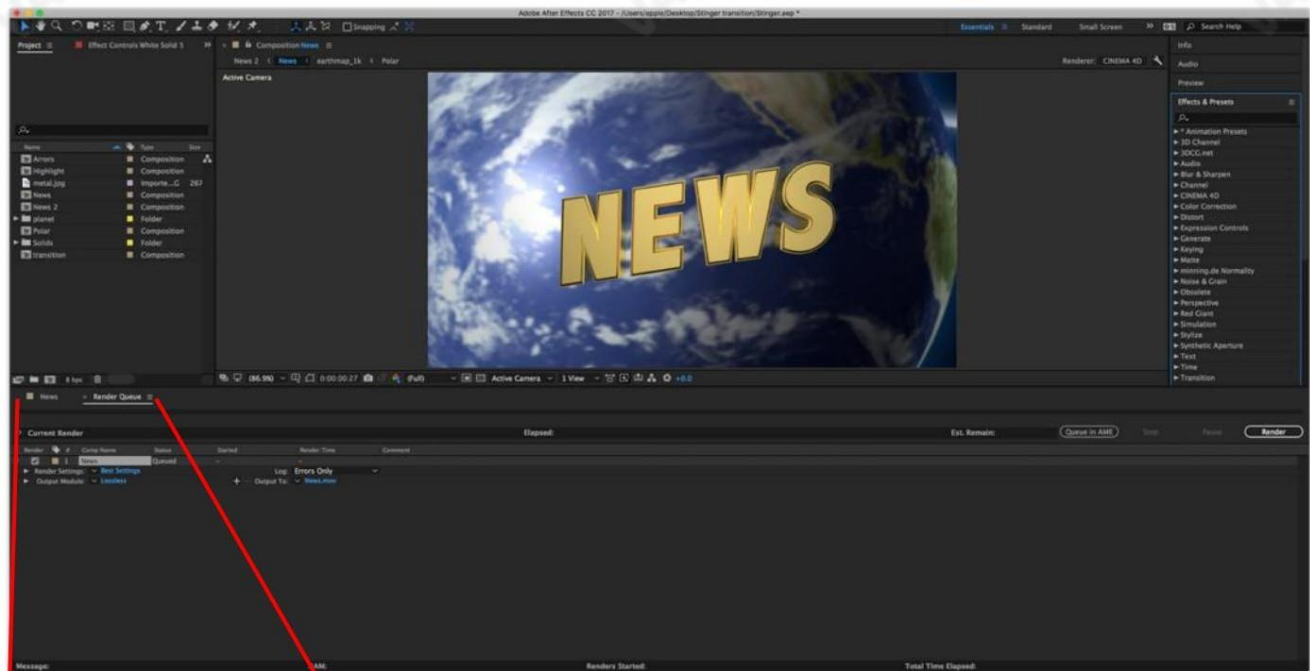 Adobe After Effects CC 2017 - /Users/apple/Desktop/Stinger transition/Stinger.aep *
Snapping
Essentials
Standard
Small Screen
Search Help
Project
Effect Controls White Solid 5
Composition News
News 2
News
earthmap_1k
Polar
Renderer: CINEMA 4D
Active Camera
NEWS
Name
Type
Size
Arrors
Composition
Highlight
Composition
metal.jpg
Importe...G
267
News
Composition
News 2
Composition
planet
Folder
Polar
Composition
Solids
Folder
transition
Composition
8 bpc
(86.9%)
0:00:00:27
(Full)
Active Camera
1 View
+0.0
Info
Audio
Preview
Effects & Presets
* Animation Presets
3D Channel
3DCG.net
Audio
Blur & Sharpen
Channel
CINEMA 4D
Color Correction
Distort
Expression Controls
Generate
Keying
Matte
minning.de Normality
Noise & Grain
Obsolete
Perspective
Red Giant
Simulation
Stylize
Synthetic Aperture
Text
Time
Transition
News
Render Queue
Current Render
Elapsed:
Est. Remain:
Queue in AME
Stop
Pause
Render
Render
#
Comp Name
Status
Started
Render Time
Comment
1
News
Queued
-
-
Render Settings:
Best Settings
Log:
Errors Only
Output Module:
Lossless
+
Output To:
News.mov
Message:
RAM:
Renders Started:
Total Time Elapsed: